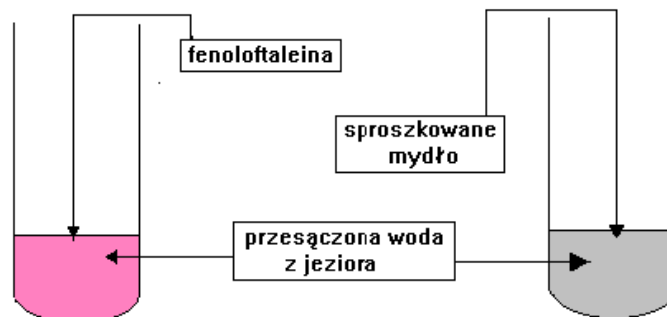 fenoloftaleina
sproszkowane
mydło
przesączona woda
z jeziora